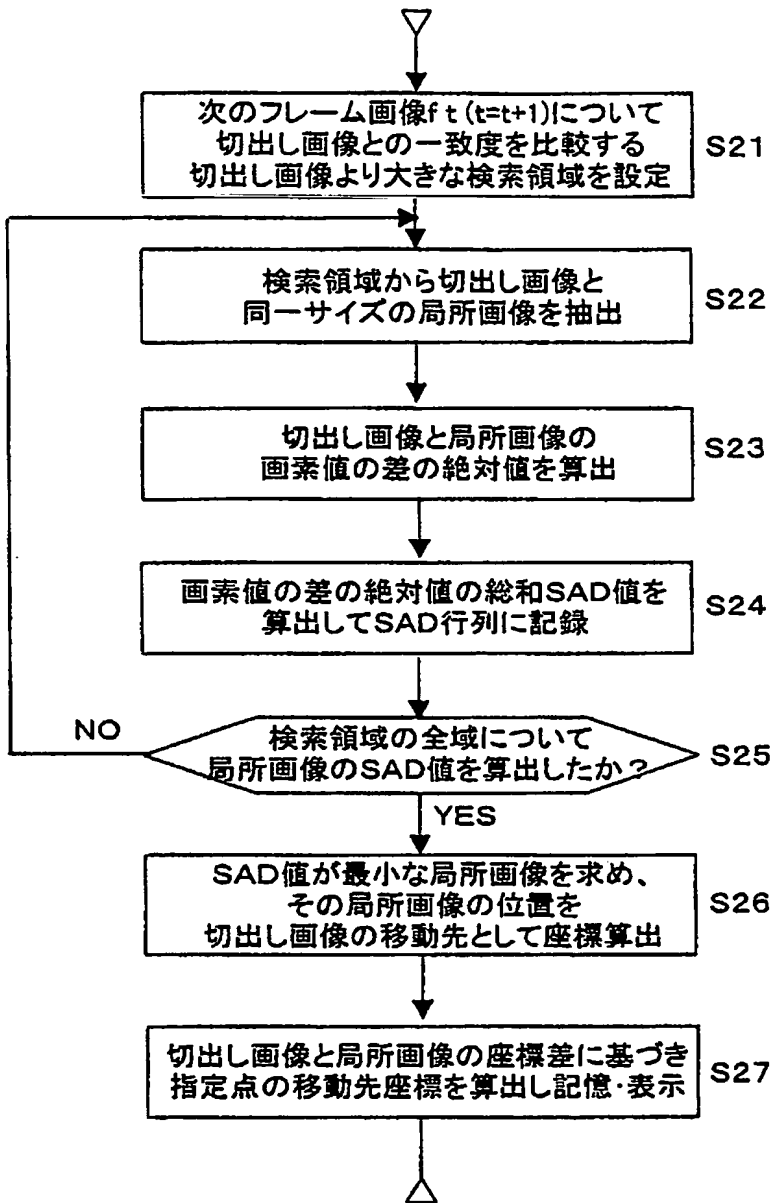 次のフレーム画像ft(t=t+1)について
切出し画像との一致度を比較する
切出し画像より大きな検索領域を設定
S21
検索領域から切出し画像と
同一サイズの局所画像を抽出
S22
切出し画像と局所画像の
画素値の差の絶対値を算出
S23
画素値の差の絶対値の総和SAD値を
算出してSAD行列に記録
S24
NO
検索領域の全域について
局所画像のSAD値を算出したか?
S25
YES
SAD値が最小な局所画像を求め、
その局所画像の位置を
切出し画像の移動先として座標算出
S26
切出し画像と局所画像の座標差に基づき
指定点の移動先座標を算出し記憶・表示
S27